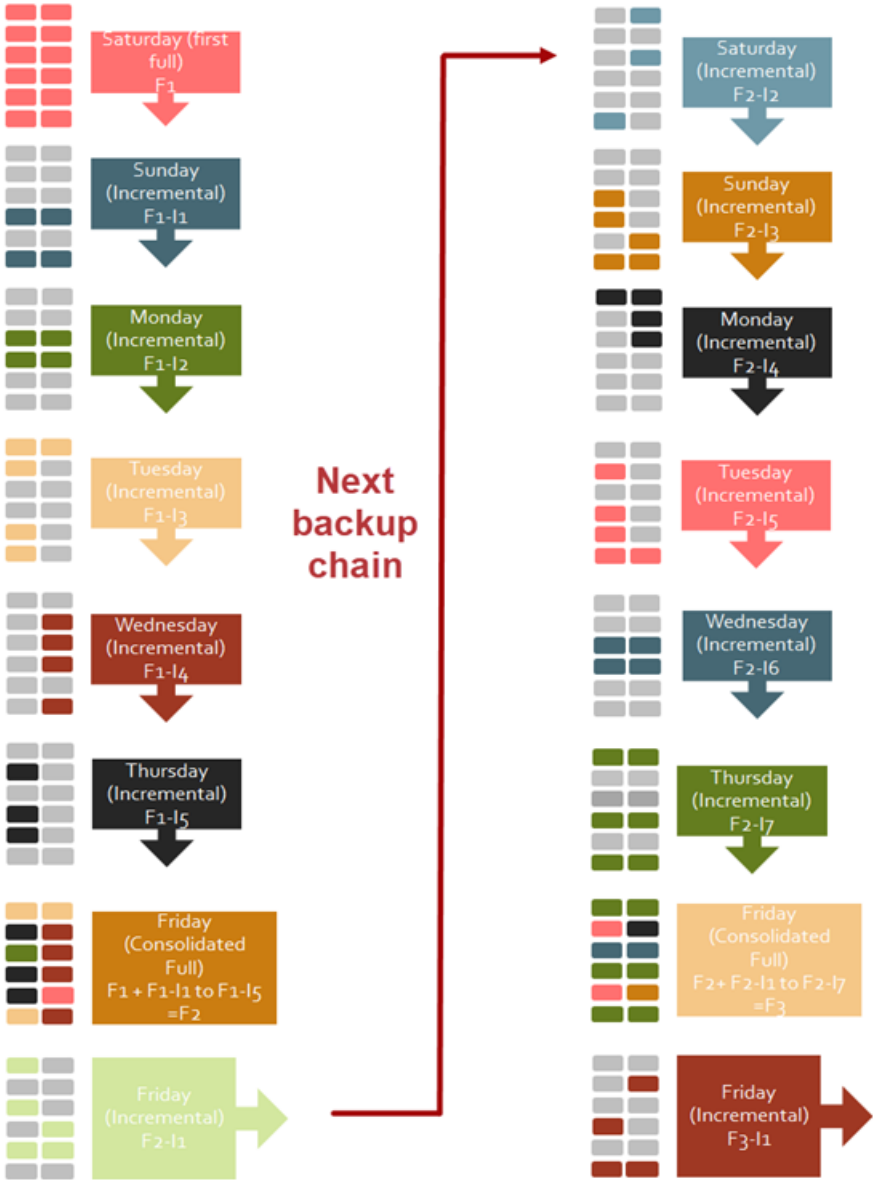 Saturday (first
full)
F1
Sunday
(Incremental)
F1-I1
Monday
(Incremental)
F1-I2
Tuesday
(Incremental)
F1-I3
Wednesday
(Incremental)
F1-I4
Thursday
(Incremental)
F1-I5
Friday
(Consolidated
Full)
F1 + F1-I1 to F1-I5
=F2
Friday
(Incremental)
F2-I1
Next
backup
chain
Saturday
(Incremental)
F2-I2
Sunday
(Incremental)
F2-I3
Monday
(Incremental)
F2-I4
Tuesday
(Incremental)
F2-I5
Wednesday
(Incremental)
F2-I6
Thursday
(Incremental)
F2-I7
Friday
(Consolidated
Full)
F2+ F2-I1 to F2-I7
=F3
Friday
(Incremental)
F3-I1